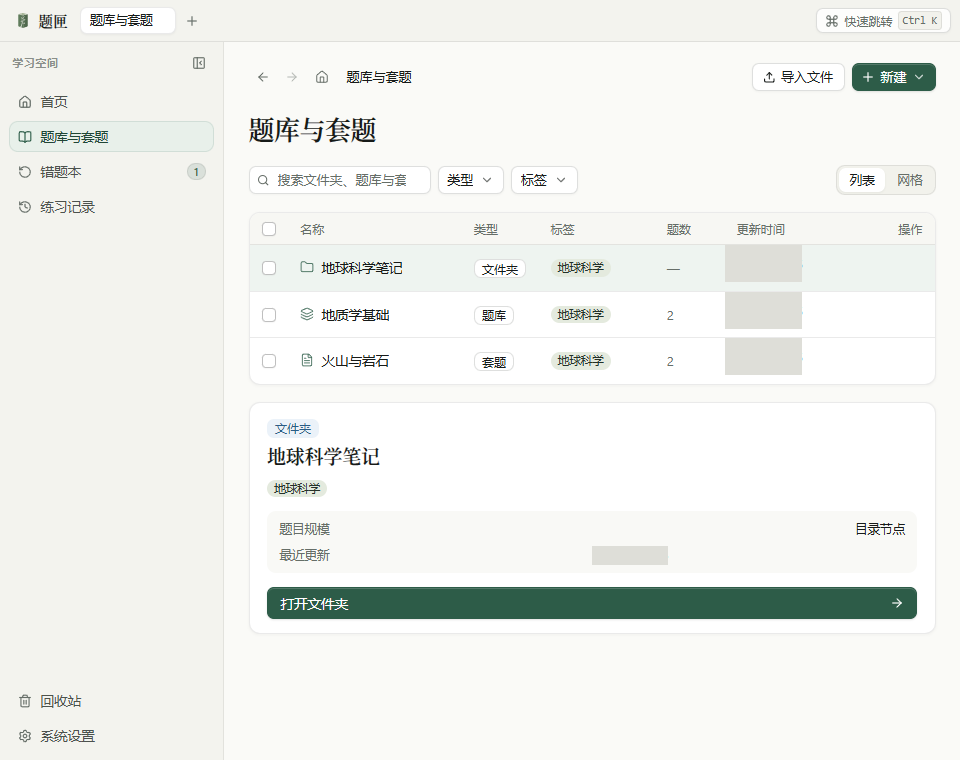 题匣
题库与套题
快速跳转 Ctrl K
学习空间
首页
题库与套题
错题本 1
练习记录
回收站
系统设置
题库与套题
导入文件
新建
题库与套题
搜索文件夹、题库与套
类型
标签
列表
网格
名称 类型 标签 题数 更新时间 操作
地球科学笔记 文件夹 地球科学 —
地质学基础 题库 地球科学 2
火山与岩石 套题 地球科学 2
文件夹
地球科学笔记
地球科学
题目规模 目录节点
最近更新
打开文件夹